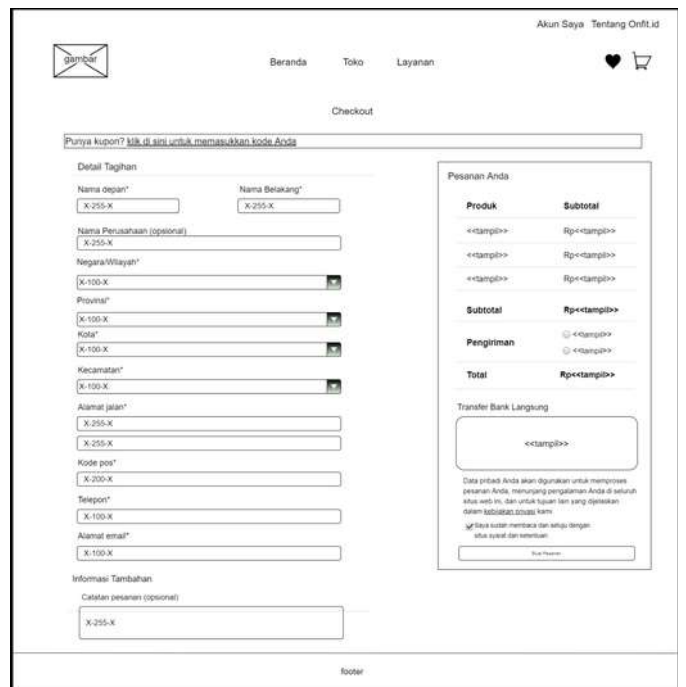 Akun Saya Tentang Onfit.id
gambar
Beranda Toko Layanan
Checkout
Punya kupon? klik di sini untuk memasukkan kode Anda
Detail Tagihan
Nama depan* Nama Belakang*
X-255-X X-255-X
Nama Perusahaan (opsional)
X-255-X
Negara/Wilayah*
X-100-X
Provinsi*
X-100-X
Kota*
X-100-X
Kecamatan*
X-100-X
Alamat jalan*
X-255-X
X-255-X
Kode pos*
X-200-X
Telepon*
X-100-X
Alamat email*
X-100-X
Informasi Tambahan
Catatan pesanan (opsional)
X-255-X
Pesanan Anda
Produk Subtotal
<<tampil>> Rp<<tampil>>
<<tampil>> Rp<<tampil>>
<<tampil>> Rp<<tampil>>
Subtotal Rp<<tampil>>
Pengiriman
<<tampil>>
<<tampil>>
Total Rp<<tampil>>
Transfer Bank Langsung
<<tampil>>
Data pribadi Anda akan digunakan untuk memproses
pesanan Anda, menunjang pengalaman Anda di seluruh
situs web ini, dan untuk tujuan lain yang dijelaskan
dalam kebijakan privasi kami.
Saya sudah membaca dan setuju dengan
situs syarat dan ketentuan
Buat Pesanan
footer